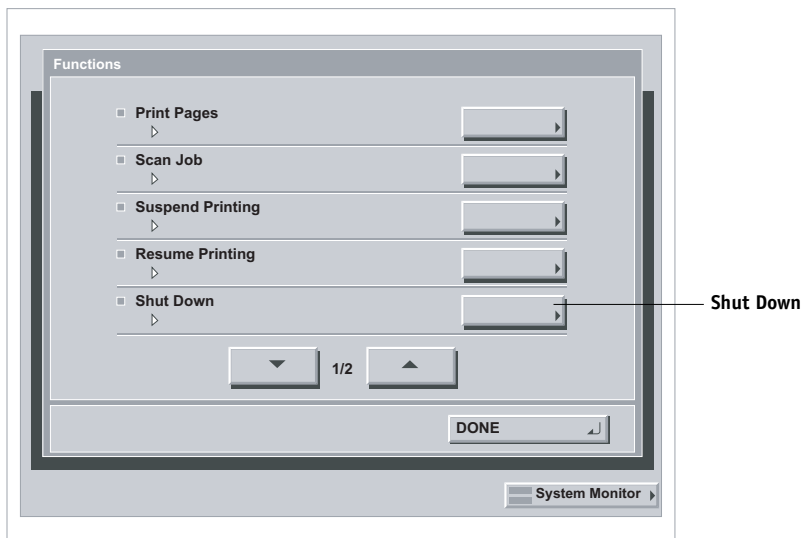 Functions
Print Pages
Scan Job
Suspend Printing
Resume Printing
Shut Down
Shut Down
1/2
DONE
System Monitor